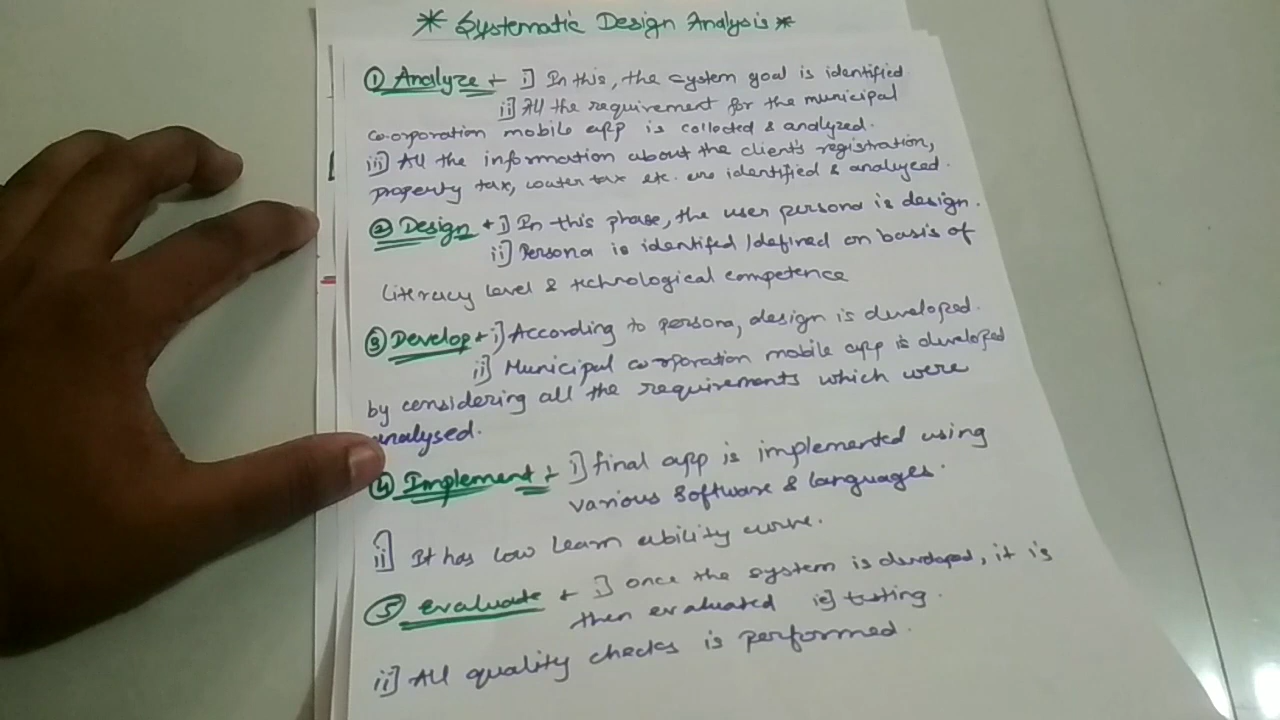 * Systematic Design Analysis *
① Analyze + i] In this, the system goal is identified
ii] All the requirement for the municipal
co-orporation mobile app is collected & analyzed.
iii] All the information about the client's registration,
property tax, water tax etc. are identified & analyzed.
② Design + i] In this phase, the user persona is design.
ii] Persona is identifed /defined on basis of
literacy level & technological competence
③ Develop + i] According to persona, design is developed.
ii] Municipal co-orporation mobile app is developed
by considering all the requirements which were
analysed.
④ Implement + i] final app is implemented using
various software & languages.
ii] It has low learn ability curve.
⑤ Evaluate + i] once the system is developed, it is
then evaluated ie] testing.
ii] All quality checks is performed.